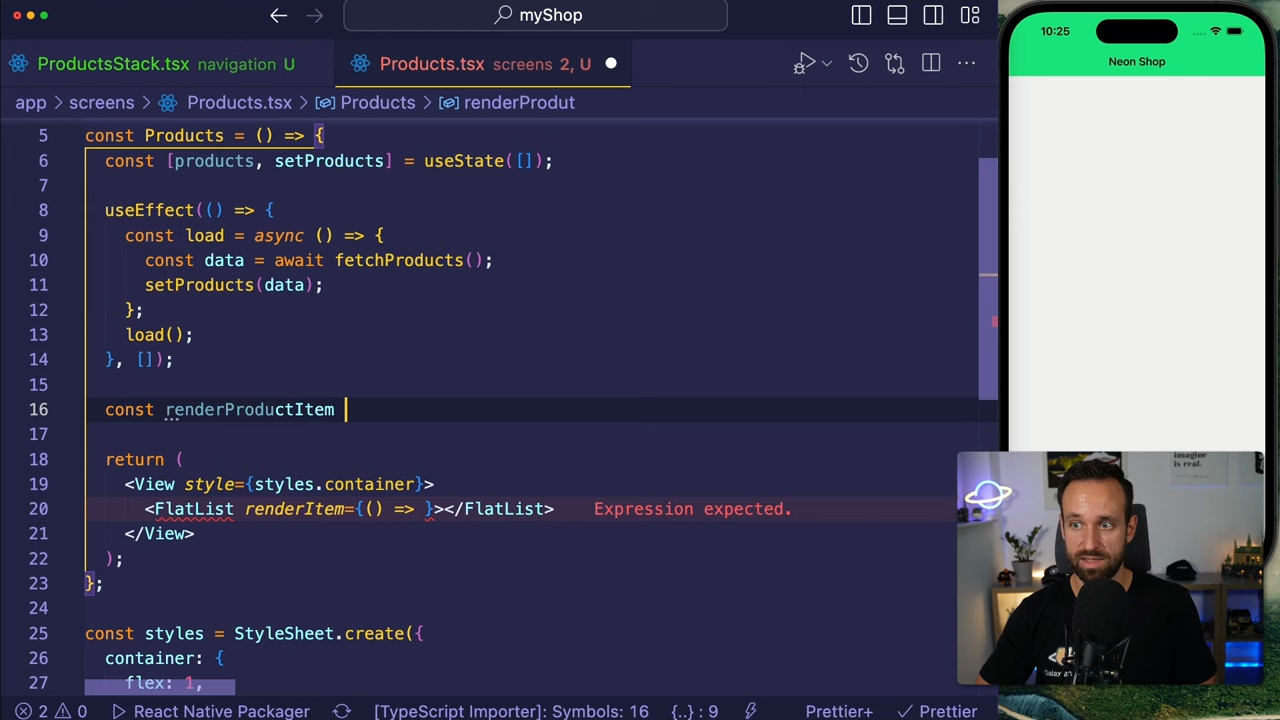 myShop
ProductsStack.tsx navigation U
Products.tsx screens 2, U
app > screens > Products.tsx > Products > renderProdut
5 const Products = () => {
6 const [products, setProducts] = useState([]);
7
8 useEffect(() => {
9 const load = async () => {
10 const data = await fetchProducts();
11 setProducts(data);
12 };
13 load();
14 }, []);
15
16 const renderProductItem
17
18 return (
19 <View style={styles.container}>
20 <FlatList renderItem={() => }></FlatList> Expression expected.
21 </View>
22 );
23 };
24
25 const styles = StyleSheet.create({
26 container: {
27 flex: 1,
2 0 React Native Packager [TypeScript Importer]: Symbols: 16 {..} : 9 Prettier+ Prettier
10:25
Neon Shop
imagine
is real.